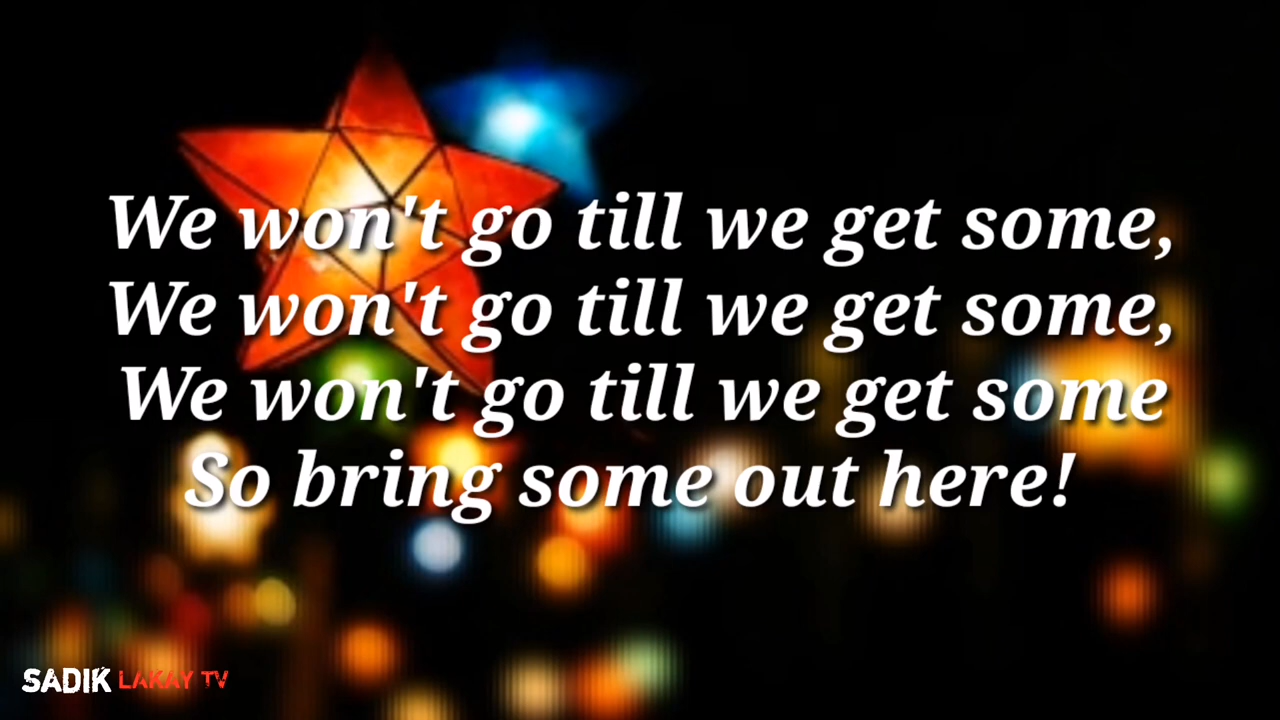 We won't go till we get some,
We won't go till we get some,
We won't go till we get some
So bring some out here!
SADIK LAKAY TV